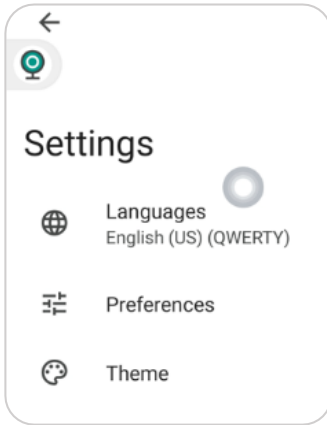 Settings
Languages
English (US) (QWERTY)
Preferences
Theme